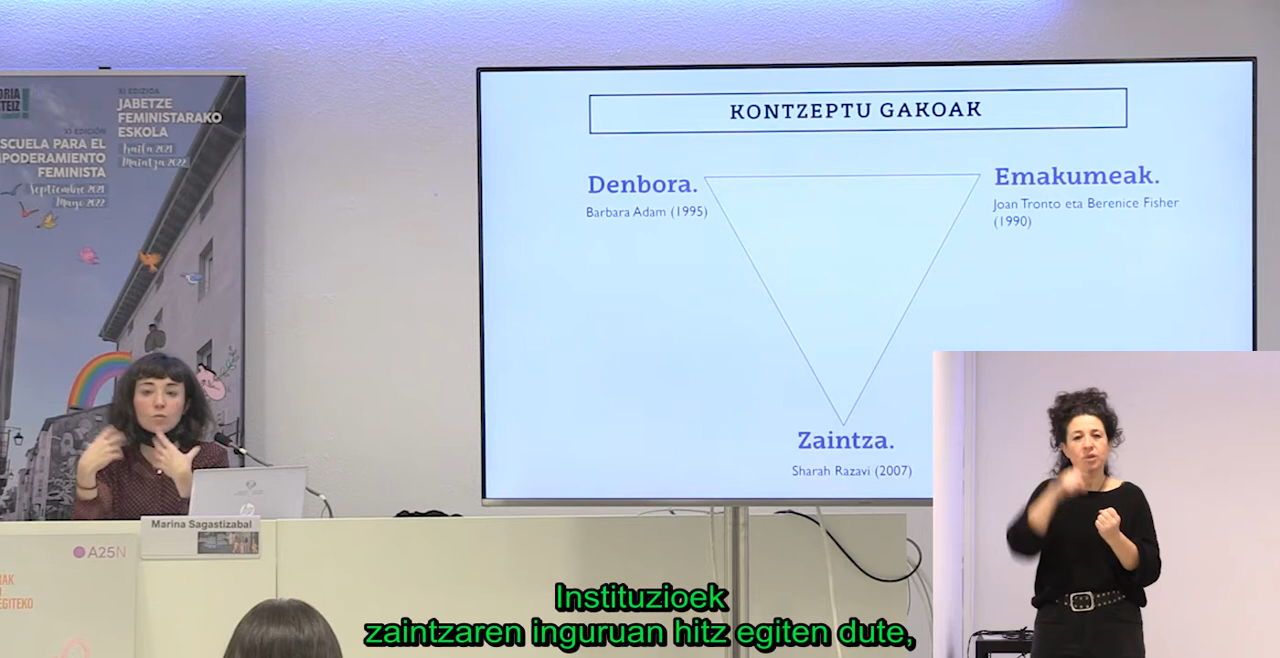 XI EDIZIOA
JABETZE
FEMINISTARAKO
ESKOLA
Iraila 2021
Maiatza 2022
XI EDICIÓN
ESCUELA PARA EL
FEMINISTA
Septiembre 2021
Mayo 2022
KONTZEPTU GAKOAK
Denbora.
Barbara Adam (1995)
Emakumeak.
Joan Tronto eta Berenice Fisher
(1990)
Zaintza.
Sharah Razavi (2007)
Marina Sagastizabal
A25N
EGITEKO
hp
Instituzioek
zaintzaren inguruan hitz egiten dute,